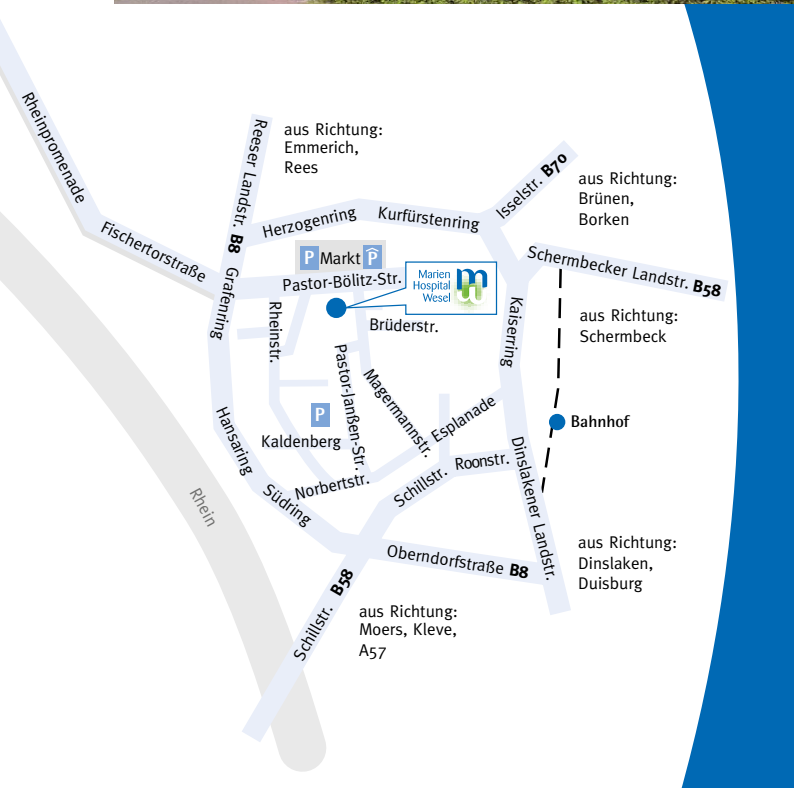 Rheinpromenade
Fischertorstraße
Reeser Landstr. B8
aus Richtung:
Emmerich,
Rees
Herzogenring
Kurfürstenring
Isselstr. B70
aus Richtung:
Brünen,
Borken
P Markt P
Pastor-Bölitz-Str.
Marien
Hospital
Wesel
Schermbecker Landstr. B58
aus Richtung:
Schermbeck
Grafenring
Rheinstr.
Brüderstr.
Kaiserring
Pastor-Janßen-Str.
Magermannstr.
Esplanade
P
Kaldenberg
Bahnhof
Hansaring
Südring
Norbertstr.
Schillstr.
Roonstr.
Dinslakener Landstr.
Rhein
Oberndorfstraße B8
aus Richtung:
Dinslaken,
Duisburg
Schillstr. B58
aus Richtung:
Moers, Kleve,
A57